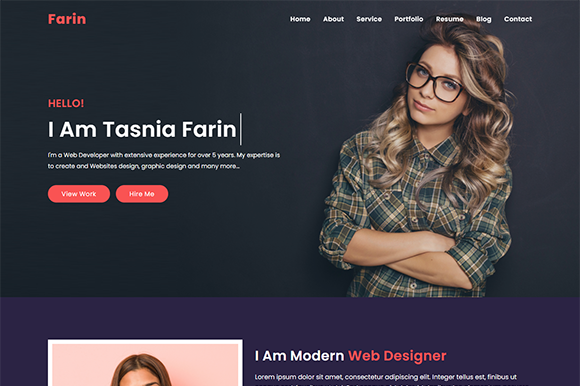 Farin
Home About Service Portfolio Resume Blog Contact
HELLO!
I Am Tasnia Farin
I'm a Web Developer with extensive experience for over 5 years. My expertise is
to create and Websites design, graphic design and many more...
View Work Hire Me
I Am Modern Web Designer
Lorem ipsum dolor sit amet, consectetur adipiscing elit. Integer tellus est, finibus ut